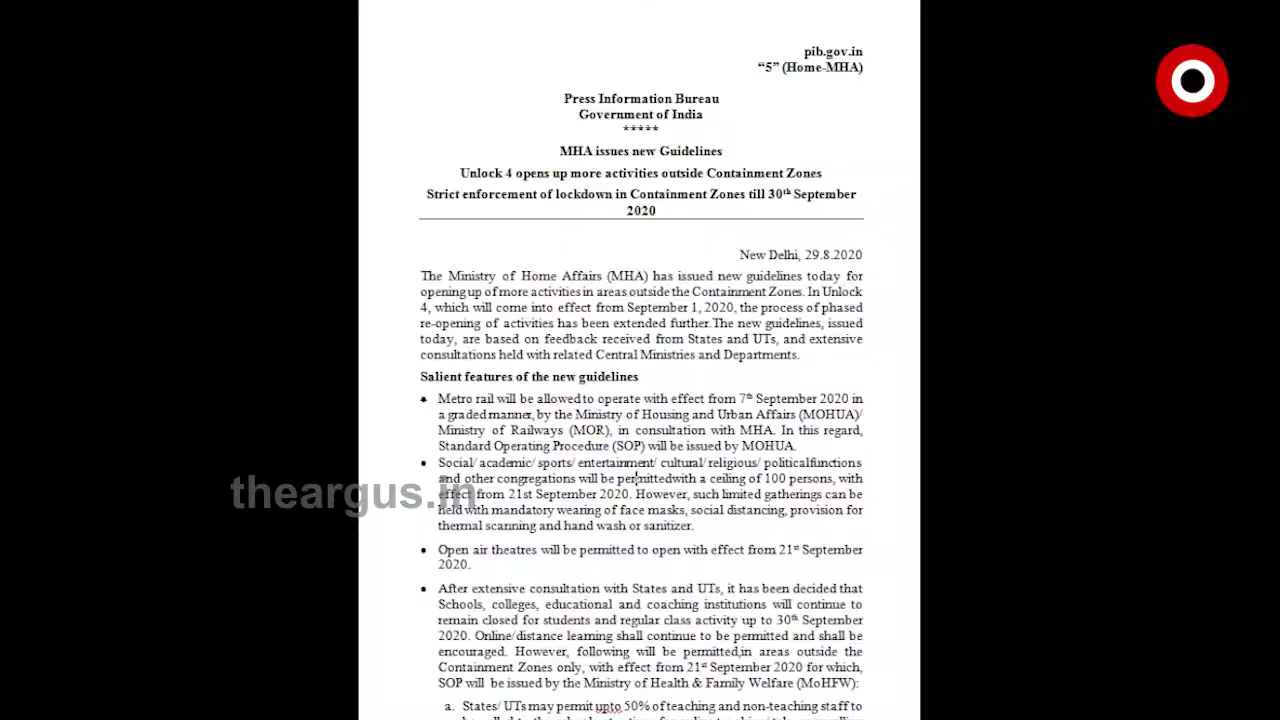 pib.gov.in
“5” (Home-MHA)
Press Information Bureau
Government of India
*****
MHA issues new Guidelines
Unlock 4 opens up more activities outside Containment Zones
Strict enforcement of lockdown in Containment Zones till 30th September
2020
New Delhi, 29.8.2020
The Ministry of Home Affairs (MHA) has issued new guidelines today for
opening up of more activities in areas outside the Containment Zones. In Unlock
4, which will come into effect from September 1, 2020, the process of phased
re-opening of activities has been extended further.The new guidelines, issued
today, are based on feedback received from States and UTs, and extensive
consultations held with related Central Ministries and Departments.
Salient features of the new guidelines
• Metro rail will be allowed to operate with effect from 7th September 2020 in
a graded manner, by the Ministry of Housing and Urban Affairs (MOHUA)/
Ministry of Railways (MOR), in consultation with MHA. In this regard,
Standard Operating Procedure (SOP) will be issued by MOHUA.
• Social/ academic/ sports/ entertainment/ cultural/ religious/ politicalfunctions
and other congregations will be permittedwith a ceiling of 100 persons, with
effect from 21st September 2020. However, such limited gatherings can be
held with mandatory wearing of face masks, social distancing, provision for
thermal scanning and hand wash or sanitizer.
theargus.in
• Open air theatres will be permitted to open with effect from 21st September
2020.
• After extensive consultation with States and UTs, it has been decided that
Schools, colleges, educational and coaching institutions will continue to
remain closed for students and regular class activity up to 30th September
2020. Online/distance learning shall continue to be permitted and shall be
encouraged. However, following will be permitted,in areas outside the
Containment Zones only, with effect from 21st September 2020 for which,
SOP will be issued by the Ministry of Health & Family Welfare (MoHFW):
a. States/ UTs may permit upto 50% of teaching and non-teaching staff to